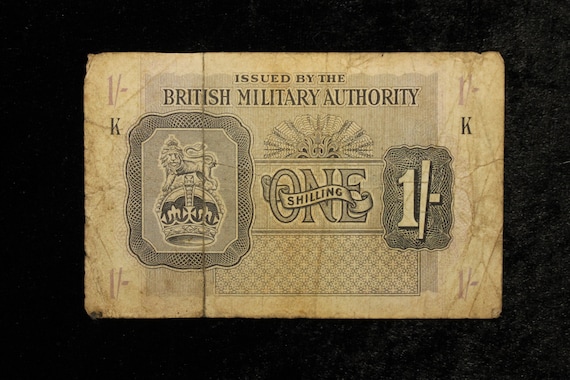 1/- ISSUED BY THE 1/-
BRITISH MILITARY AUTHORITY
K K
ONE
SHILLING
1/-
1/- 1/-